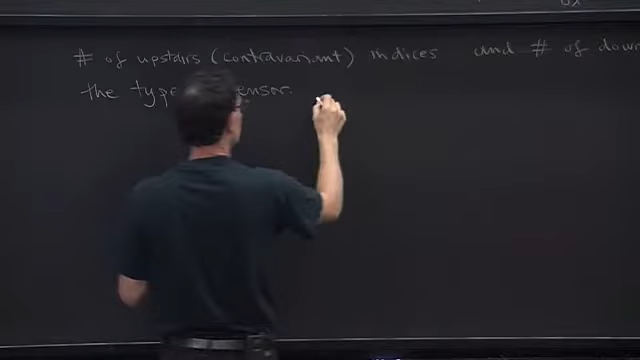 # of upstairs (contravariant) indices and # of down
the type ensor.